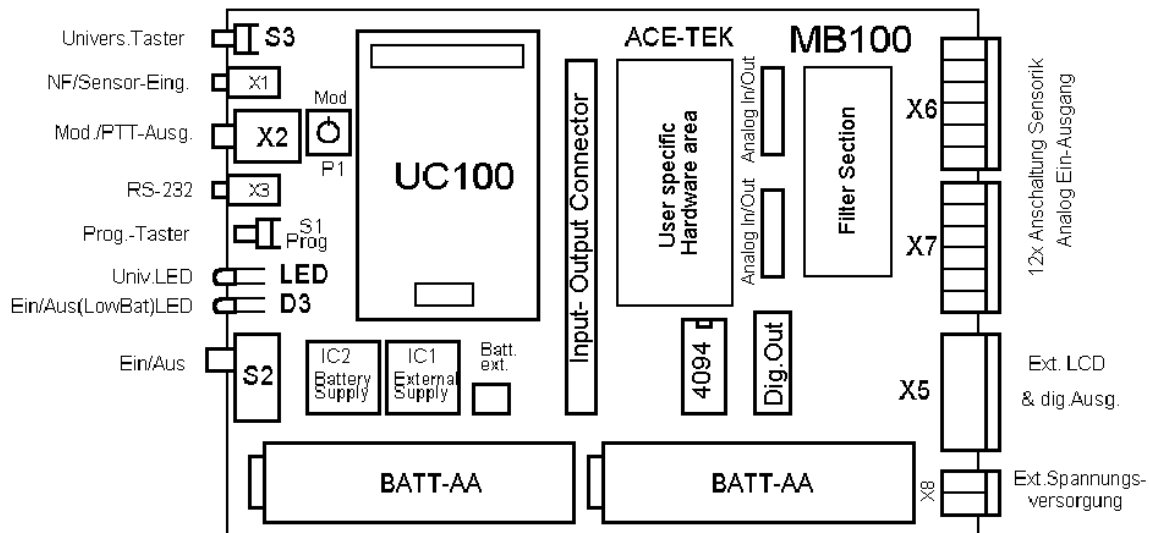 Univers.Taster
NF/Sensor-Eing.
Mod./PTT-Ausg.
RS-232
Prog.-Taster
Univ.LED
Ein/Aus(LowBat)LED
Ein/Aus
S3
X1
X2
Mod
P1
X3
S1
Prog
LED
D3
S2
UC100
IC2
Battery
Supply
IC1
External
Supply
Batt.
ext.
Input- Output Connector
ACE-TEK
MB100
User specific
Hardware area
Analog In/Out
Analog In/Out
Filter Section
4094
Dig.Out
BATT-AA
BATT-AA
X6
X7
X5
X8
12x Anschaltung Sensorik
Analog Ein-Ausgang
Ext. LCD
& dig.Ausg.
Ext.Spannungs-
versorgung